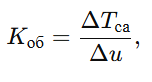 K_об = ΔT_са / Δu,